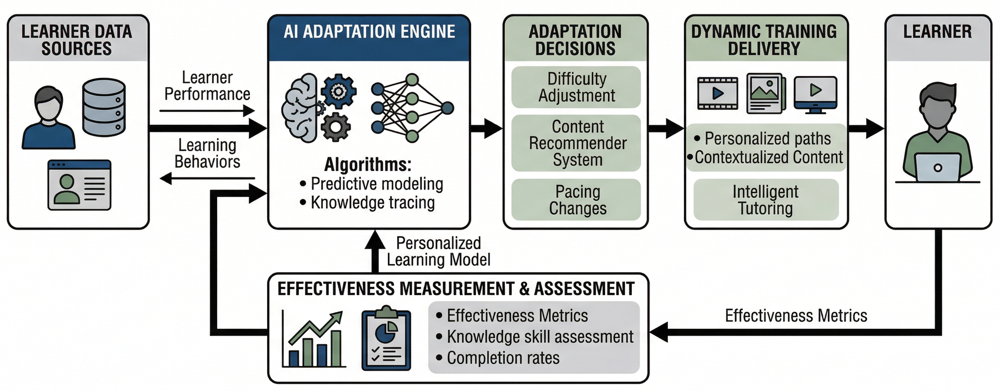 LEARNER DATA
SOURCES
Learner
Performance
Learning
Behaviors
AI ADAPTATION ENGINE
Algorithms:
• Predictive modeling
• Knowledge tracing
ADAPTATION
DECISIONS
Difficulty
Adjustment
Content
Recommender
System
Pacing
Changes
DYNAMIC TRAINING
DELIVERY
• Personalized paths
• Contextualized Content
Intelligent
Tutoring
LEARNER
Personalized
Learning Model
EFFECTIVENESS MEASUREMENT & ASSESSMENT
• Effectiveness Metrics
• Knowledge skill assessment
• Completion rates
Effectiveness Metrics